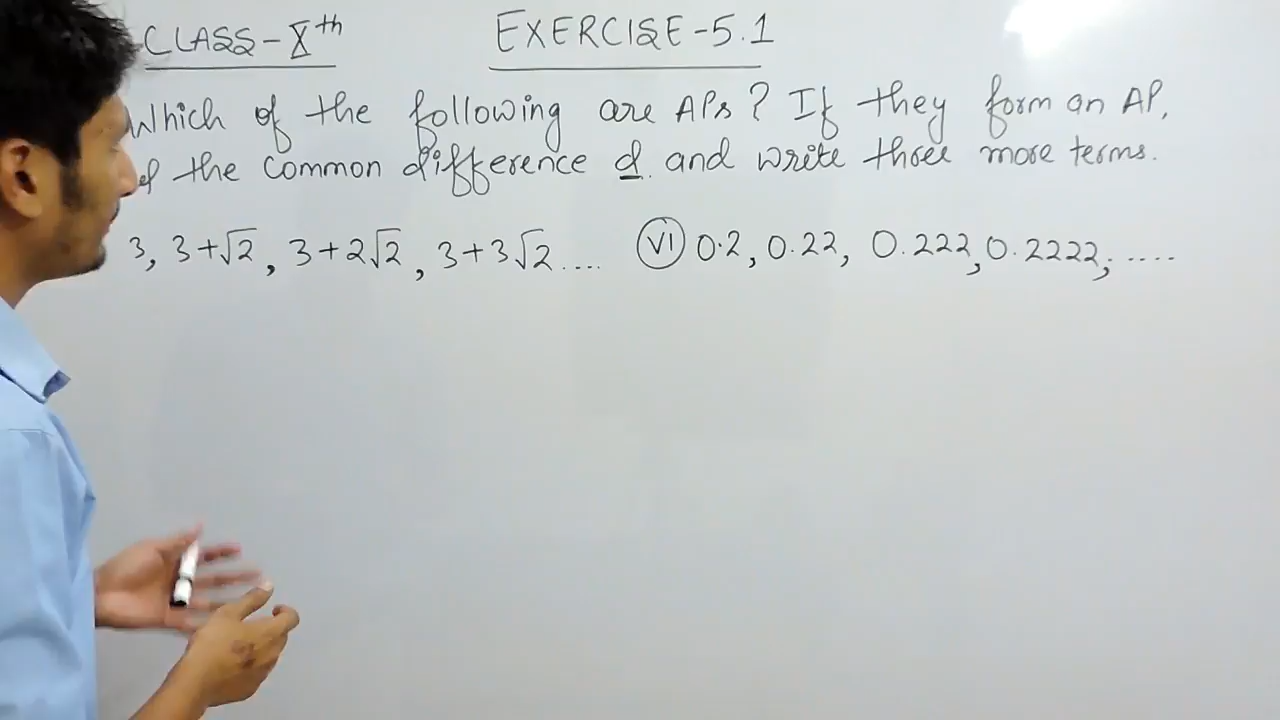 CLASS-Xth EXERCISE-5.1
Which of the following are APs? If they form an AP,
the common difference d and write three more terms.
3, 3+√2, 3+2√2, 3+3√2.... VI 0.2, 0.22, 0.222, 0.2222, ....